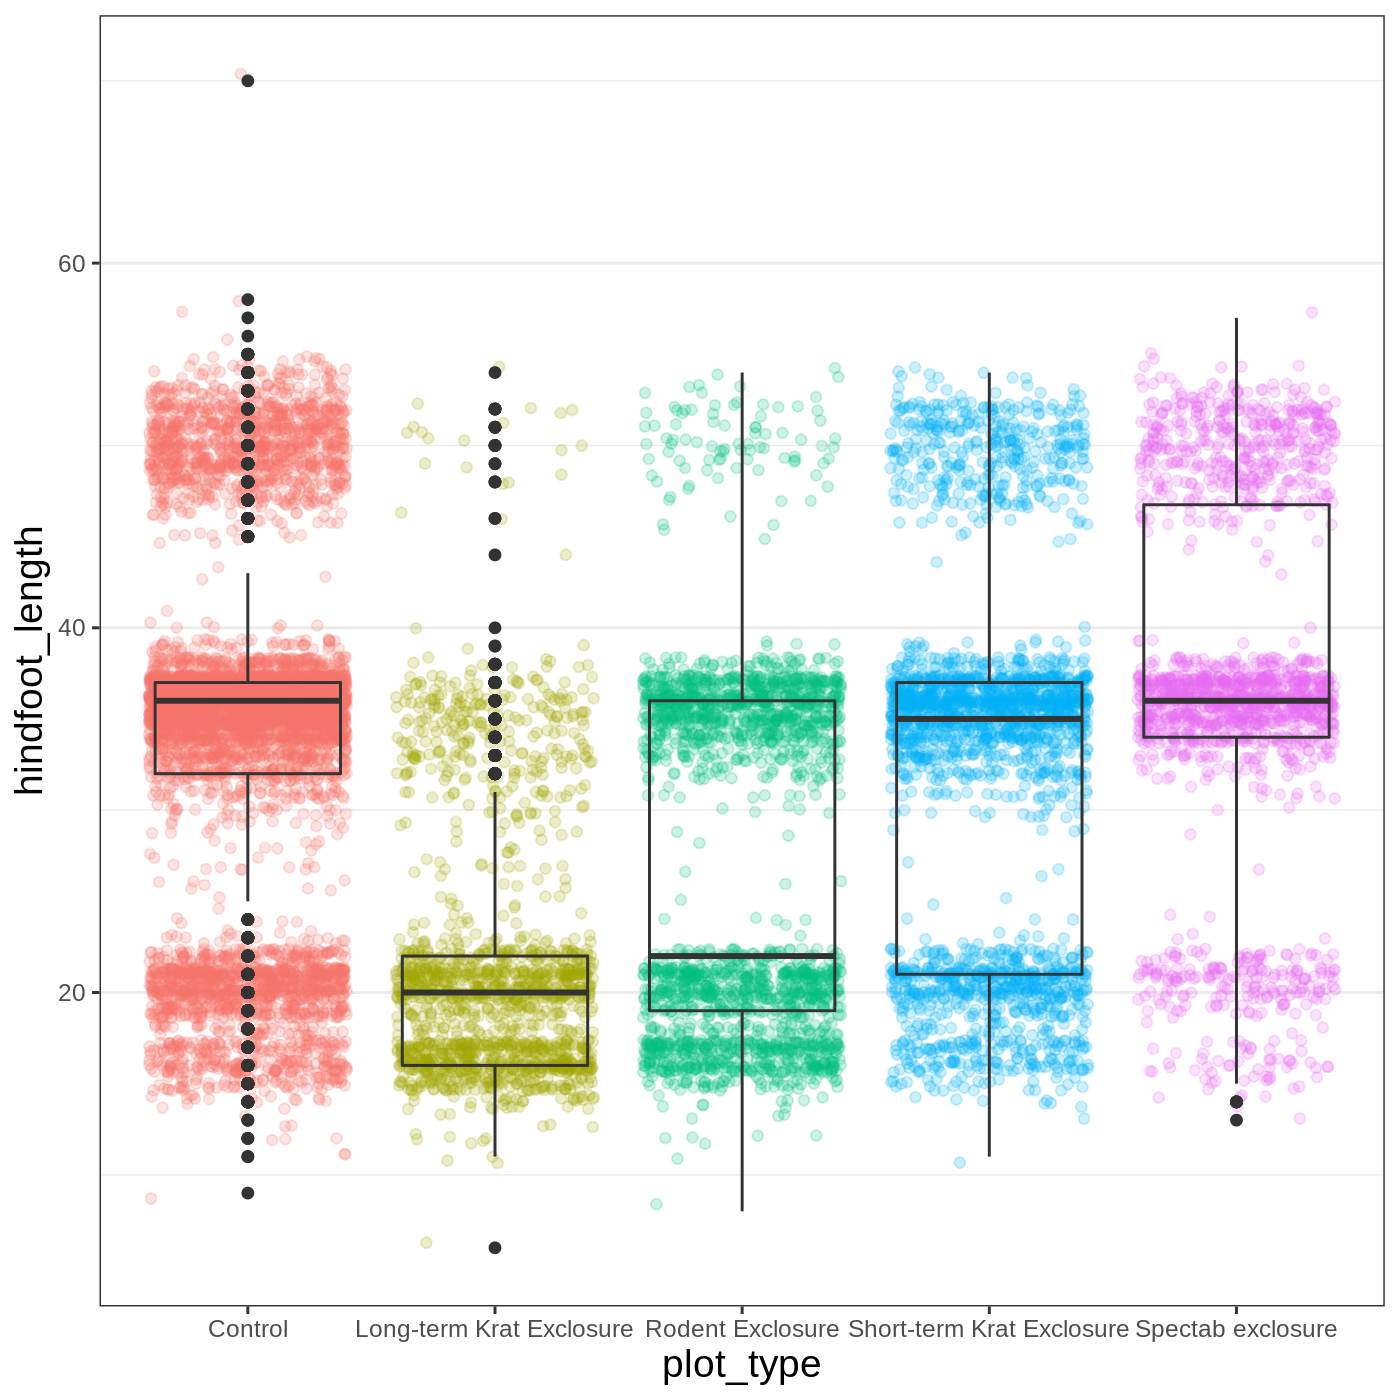 hindfoot_length
60
40
20
Control
Long-term Krat Exclosure
Rodent Exclosure
Short-term Krat Exclosure
Spectab exclosure
plot_type